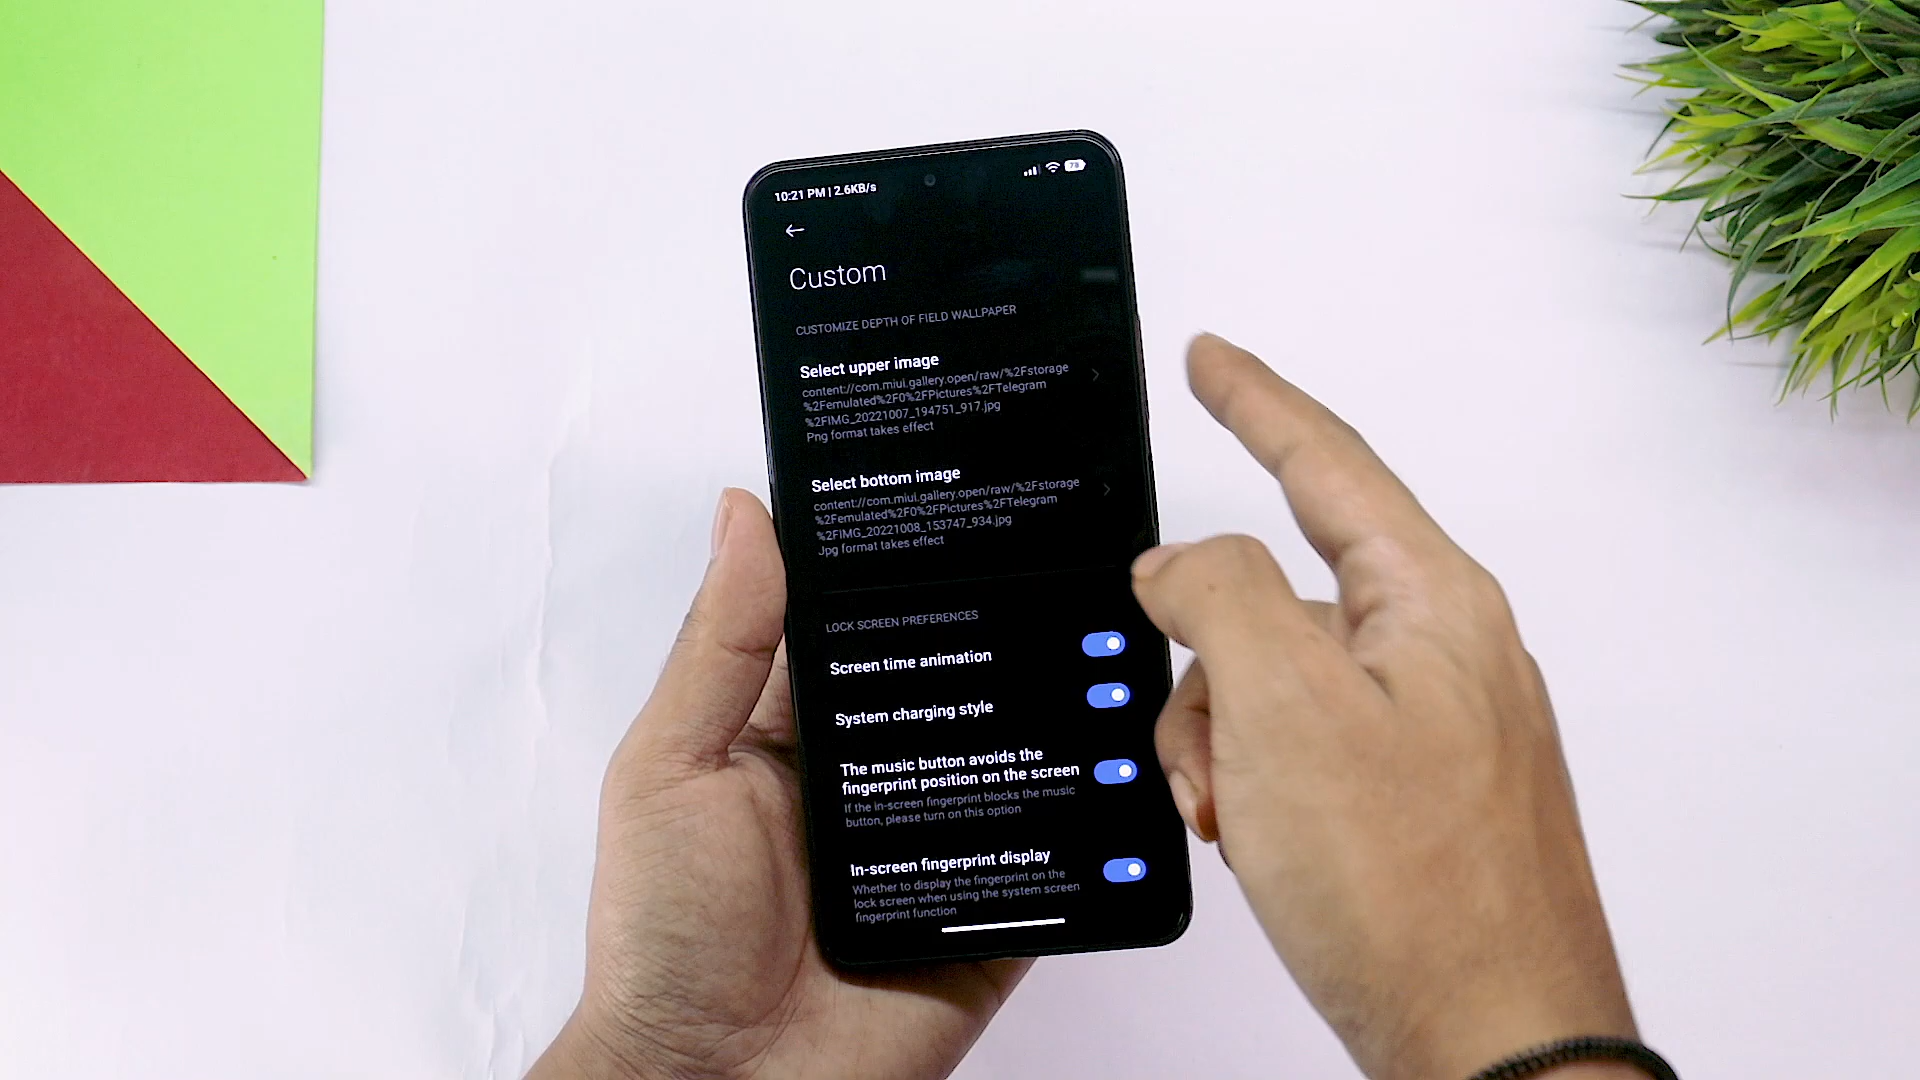 10:21 PM | 2.6KB/s
78
Custom
CUSTOMIZE DEPTH OF FIELD WALLPAPER
Select upper image
content://com.miui.gallery.open/raw/%2Fstorage
%2Femulated%2F0%2FPictures%2FTelegram
%2FIMG_20221007_194751_917.jpg
Png format takes effect
Select bottom image
content://com.miui.gallery.open/raw/%2Fstorage
%2Femulated%2F0%2FPictures%2FTelegram
%2FIMG_20221008_153747_934.jpg
Jpg format takes effect
LOCK SCREEN PREFERENCES
Screen time animation
System charging style
The music button avoids the
fingerprint position on the screen
If the in-screen fingerprint blocks the music
button, please turn on this option
In-screen fingerprint display
Whether to display the fingerprint on the
lock screen when using the system screen
fingerprint function